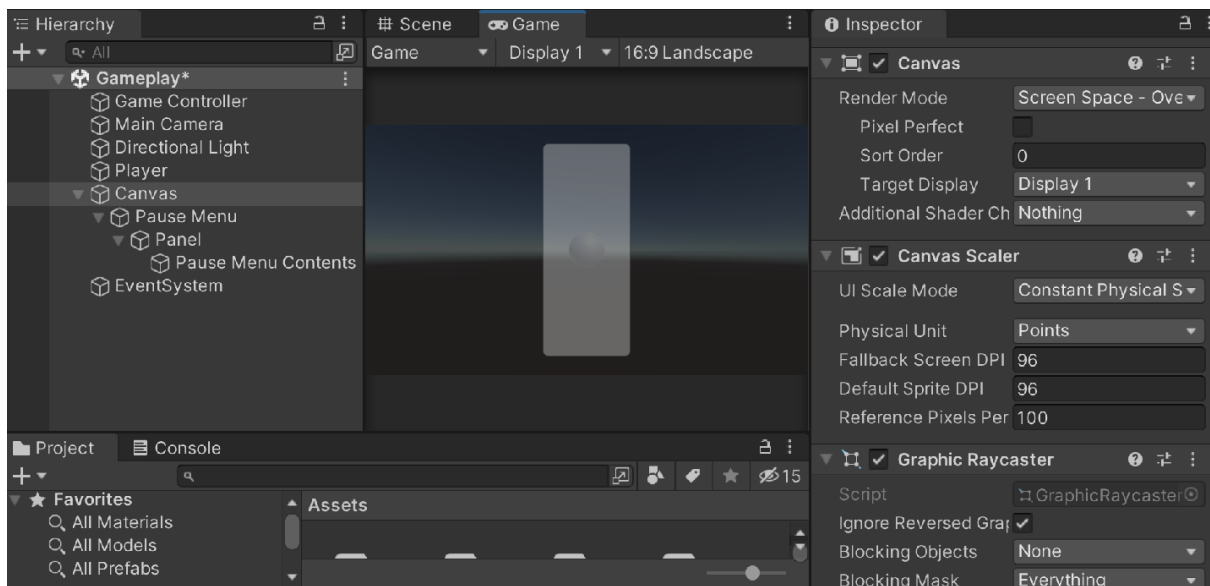 Hierarchy
All
Gameplay*
Game Controller
Main Camera
Directional Light
Player
Canvas
Pause Menu
Panel
Pause Menu Contents
EventSystem
Scene
Game
Game
Display 1
16:9 Landscape
Inspector
Canvas
Render Mode
Screen Space - Ove
Pixel Perfect
Sort Order
0
Target Display
Display 1
Additional Shader Ch
Nothing
Canvas Scaler
UI Scale Mode
Constant Physical S
Physical Unit
Points
Fallback Screen DPI
96
Default Sprite DPI
96
Reference Pixels Per
100
Graphic Raycaster
Script
GraphicRaycaster
Ignore Reversed Grap
Blocking Objects
None
Blocking Mask
Everything
Project
Console
15
Favorites
All Materials
All Models
All Prefabs
Assets